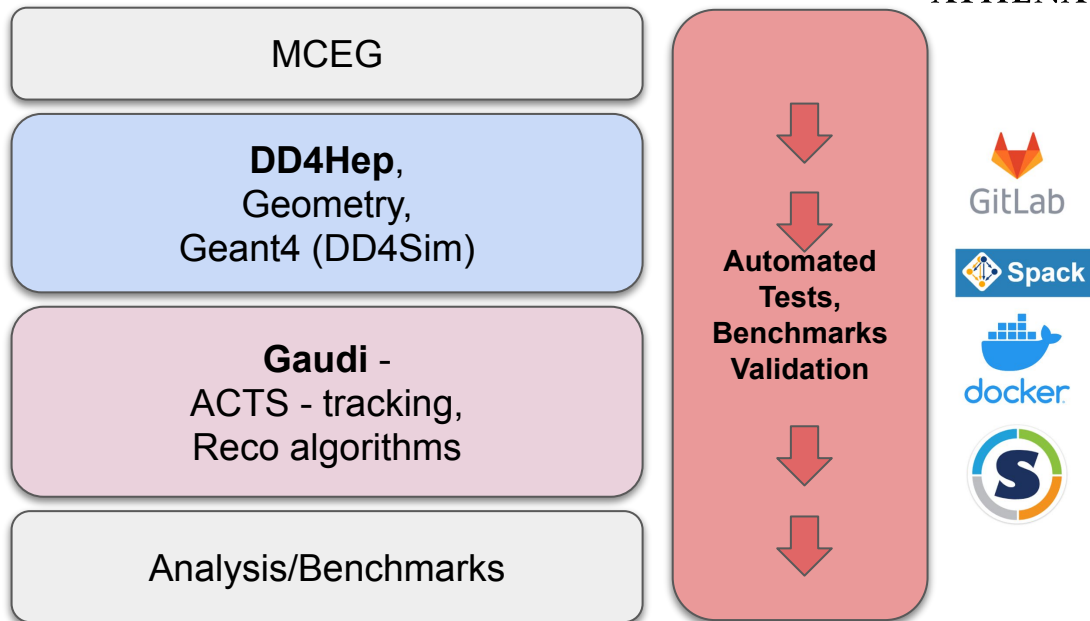 ATHENA
MCEG
DD4Hep,
Geometry,
Geant4 (DD4Sim)
Gaudi -
ACTS - tracking,
Reco algorithms
Analysis/Benchmarks
Automated
Tests,
Benchmarks
Validation
GitLab
Spack
docker
S